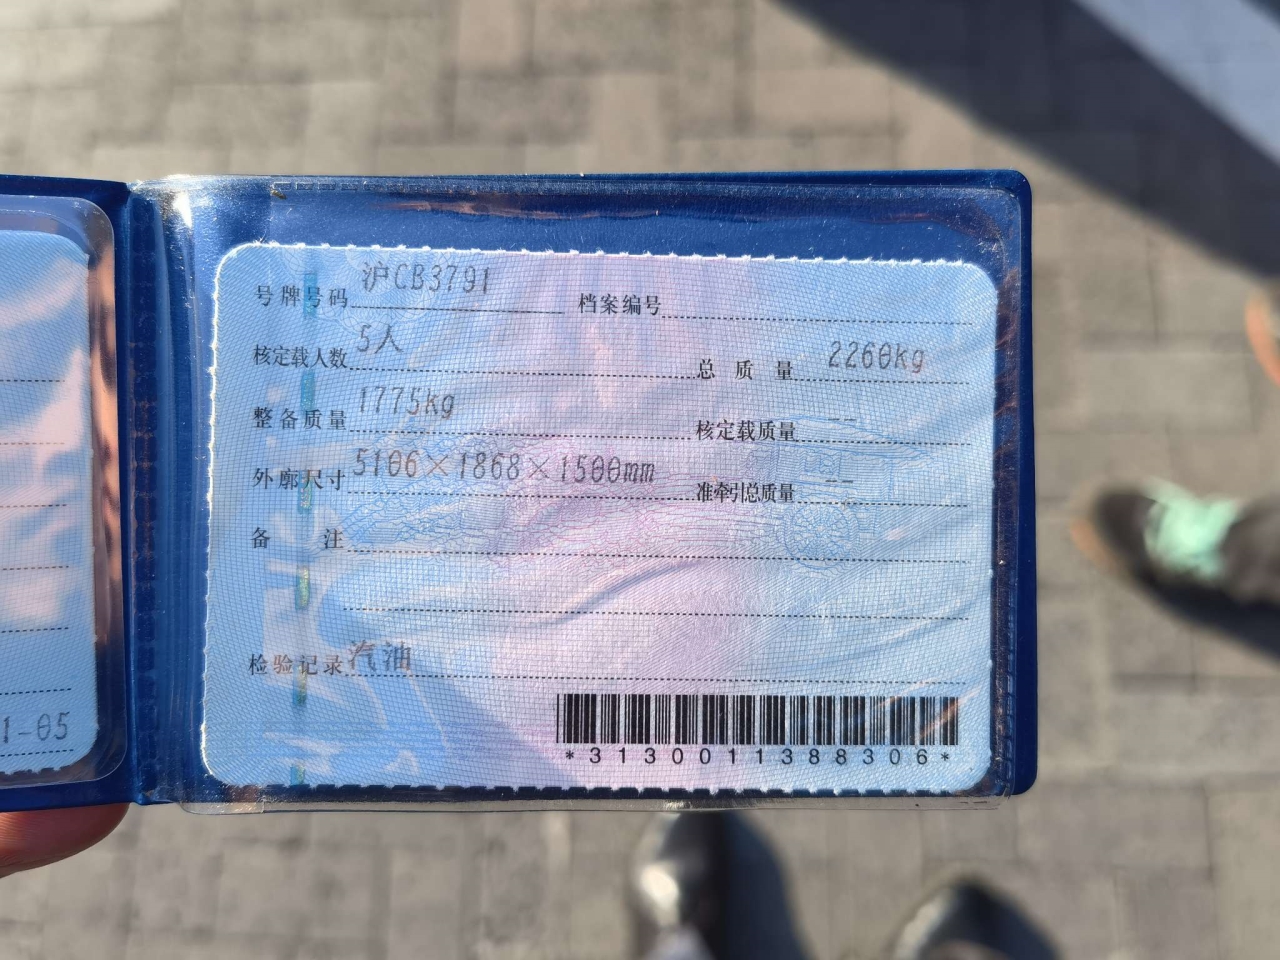 号牌号码 沪CB3791 档案编号
核定载人数 5人 总质量 2260kg
整备质量 1775kg 核定载质量 --
外廓尺寸 5106×1868×1500mm 准牵引总质量 --
备注
检验记录 汽油
*3130011388306*
1-05